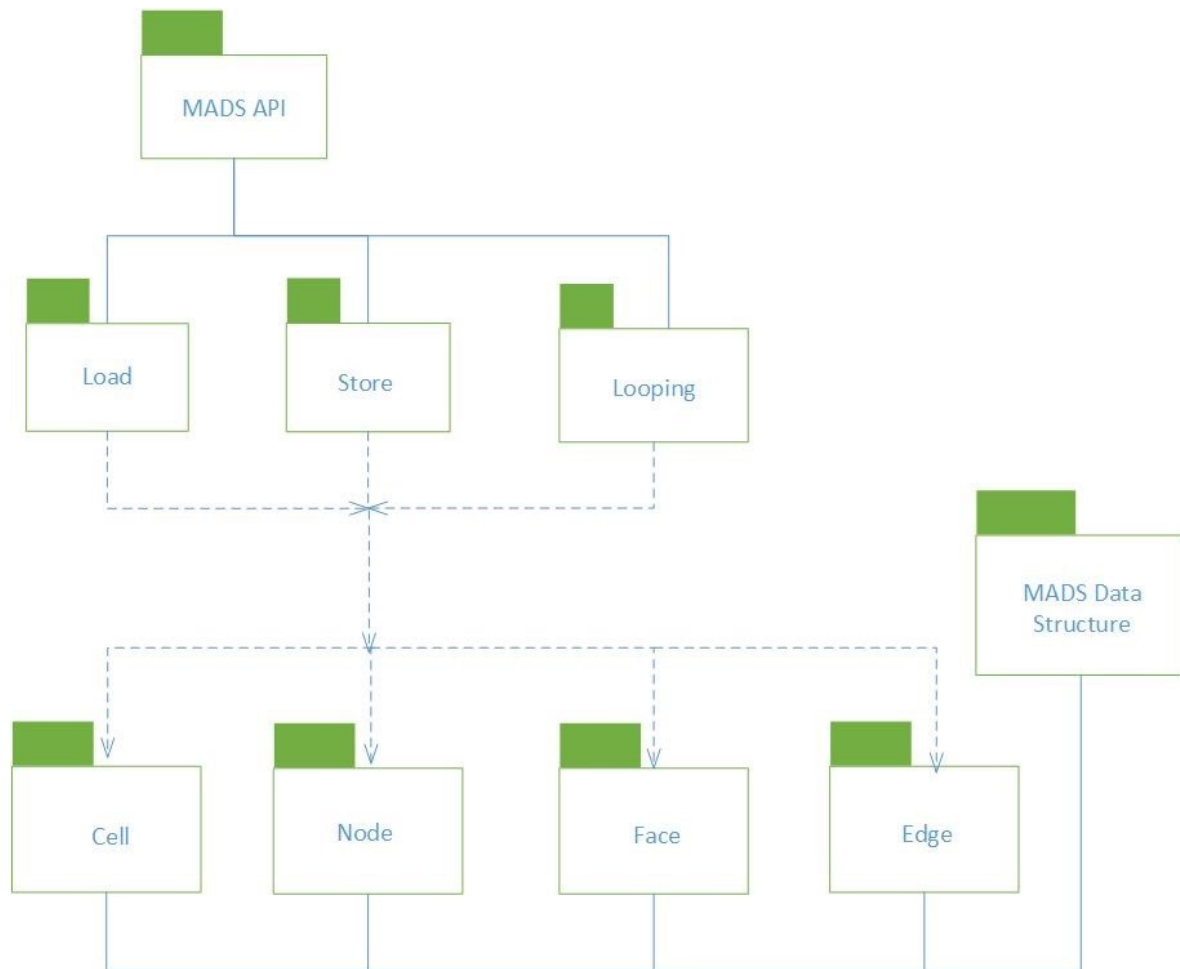 MADS API
Load
Store
Looping
MADS Data
Structure
Cell
Node
Face
Edge